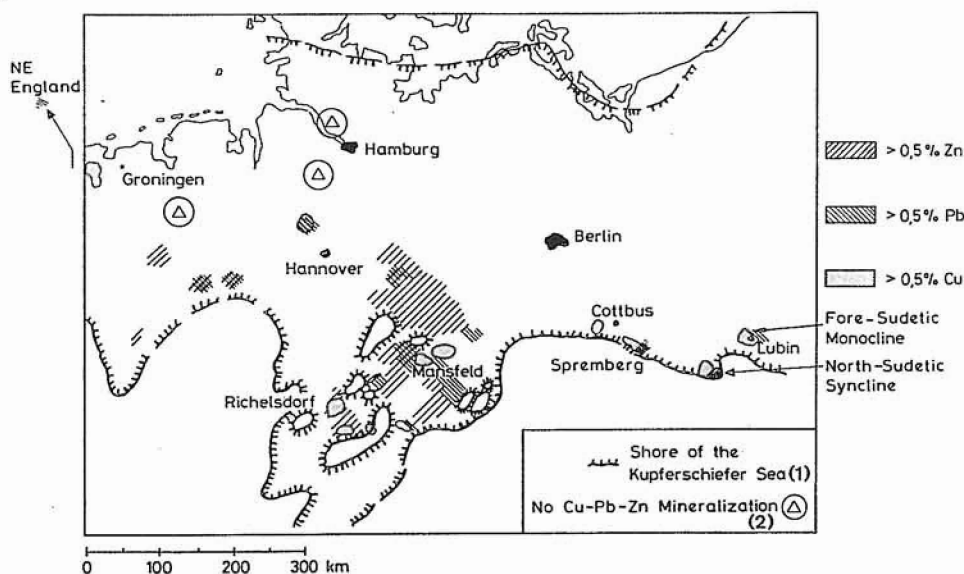 NE
England
Groningen
Hamburg
Hannover
Berlin
Cottbus
Spremberg
Lubin
Mansfeld
Richelsdorf
> 0,5% Zn
> 0,5% Pb
> 0,5% Cu
Fore-Sudetic
Monocline
North-Sudetic
Syncline
Shore of the
Kupferschiefer Sea (1)
No Cu-Pb-Zn Mineralization
(2)
0 100 200 300 km